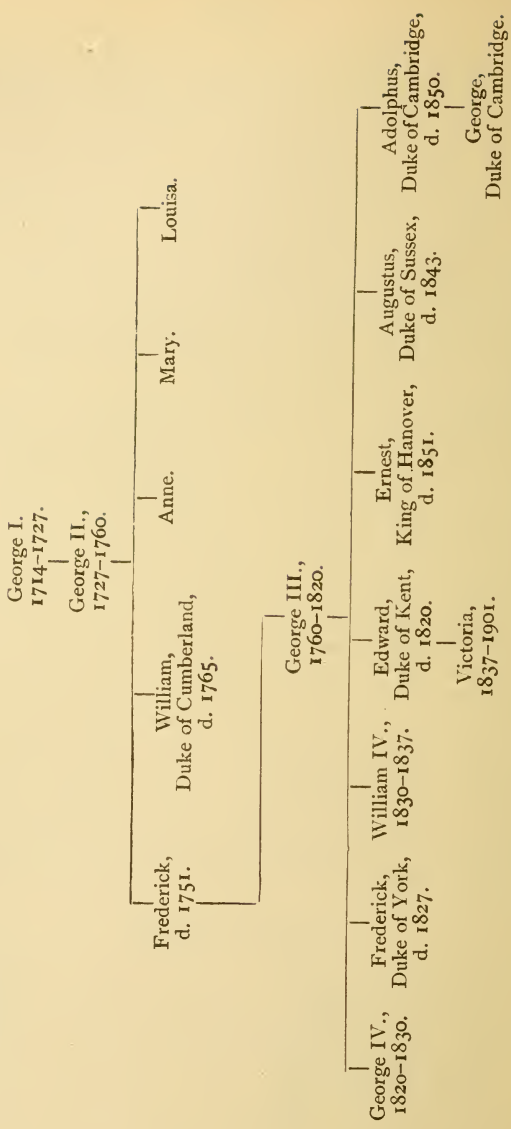 George I.
1714–1727.
George II.,
1727–1760.
Frederick,
d. 1751.
William,
Duke of Cumberland,
d. 1765.
Anne.
Mary.
Louisa.
George III.,
1760–1820.
George IV.,
1820–1830.
Frederick,
Duke of York,
d. 1827.
William IV.,
1830–1837.
Edward,
Duke of Kent,
d. 1820.
Ernest,
King of Hanover,
d. 1851.
Augustus,
Duke of Sussex,
d. 1843.
Adolphus,
Duke of Cambridge,
d. 1850.
Victoria,
1837–1901.
George,
Duke of Cambridge.